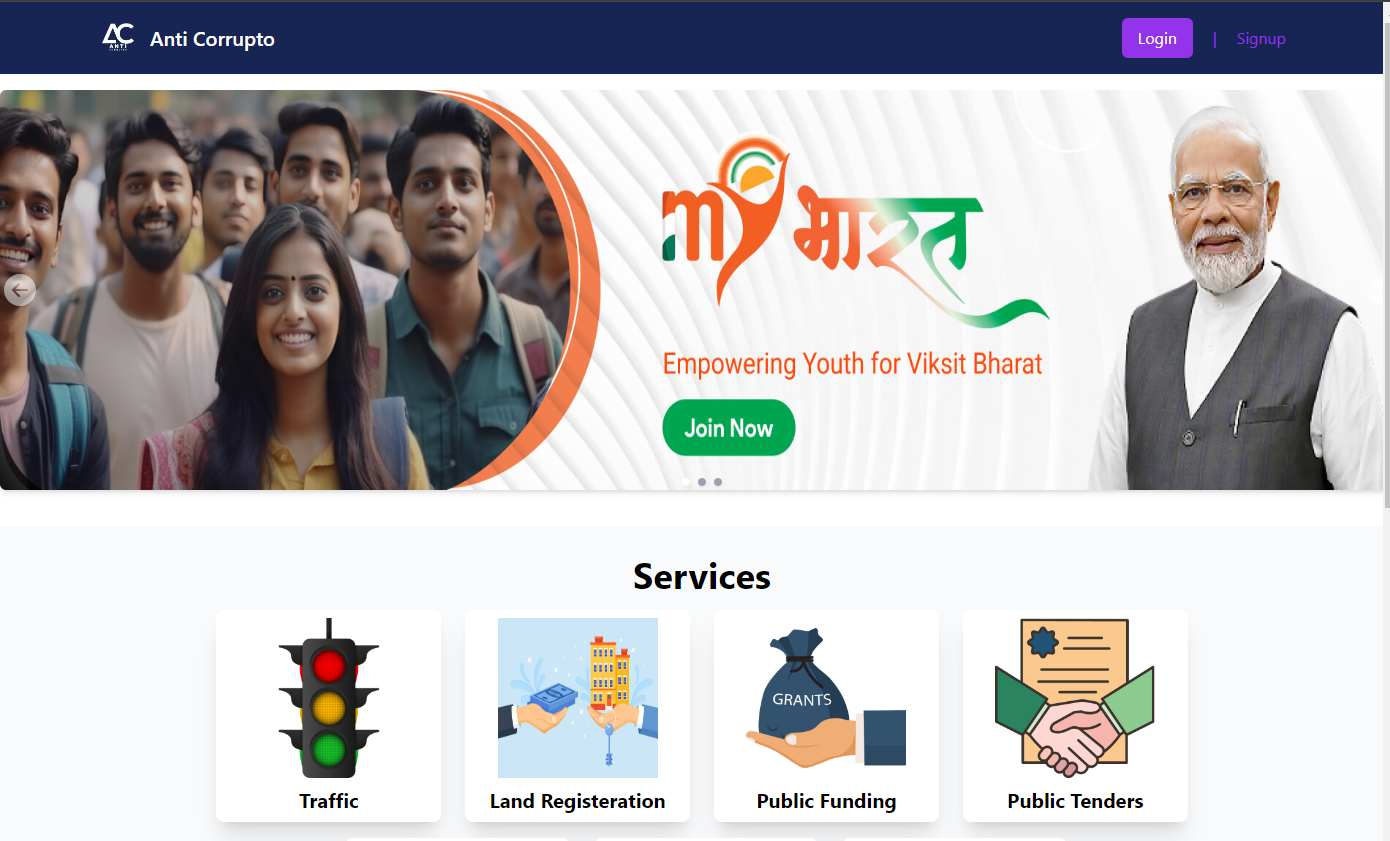 AC
ANTI
Anti Corrupto
Login
|
Signup
my भारत
Empowering Youth for Viksit Bharat
Join Now
Services
GRANTS
Traffic
Land Registeration
Public Funding
Public Tenders